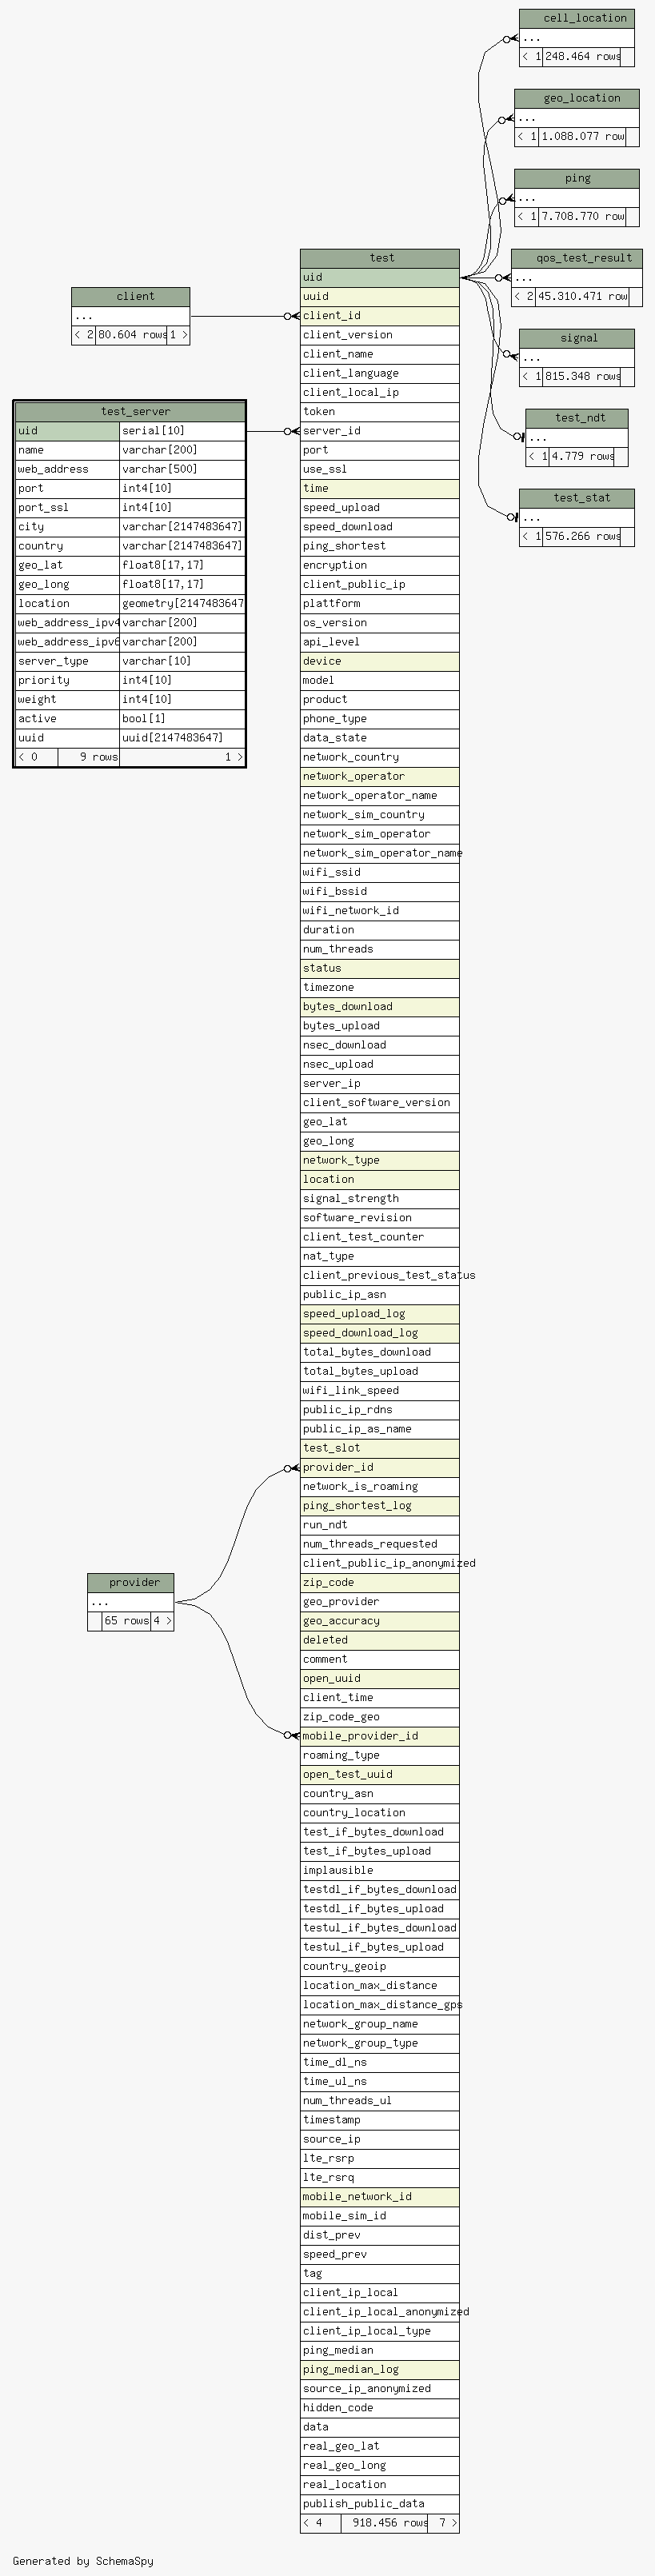 cell_location
...
< 1 248.464 rows
geo_location
...
< 1 1.088.077 row
ping
...
< 1 7.708.770 row
qos_test_result
...
< 2 45.310.471 row
signal
...
< 1 815.348 rows
test_ndt
...
< 1 4.779 rows
test_stat
...
< 1 576.266 rows
client
...
< 2 80.604 rows 1 >
test_server
uid serial[10]
name varchar[200]
web_address varchar[500]
port int4[10]
port_ssl int4[10]
city varchar[2147483647]
country varchar[2147483647]
geo_lat float8[17,17]
geo_long float8[17,17]
location geometry[2147483647
web_address_ipv4 varchar[200]
web_address_ipv6 varchar[200]
server_type varchar[10]
priority int4[10]
weight int4[10]
active bool[1]
uuid uuid[2147483647]
< 0 9 rows 1 >
provider
...
65 rows 4 >
test
uid
uuid
client_id
client_version
client_name
client_language
client_local_ip
token
server_id
port
use_ssl
time
speed_upload
speed_download
ping_shortest
encryption
client_public_ip
plattform
os_version
api_level
device
model
product
phone_type
data_state
network_country
network_operator
network_operator_name
network_sim_country
network_sim_operator
network_sim_operator_name
wifi_ssid
wifi_bssid
wifi_network_id
duration
num_threads
status
timezone
bytes_download
bytes_upload
nsec_download
nsec_upload
server_ip
client_software_version
geo_lat
geo_long
network_type
location
signal_strength
software_revision
client_test_counter
nat_type
client_previous_test_status
public_ip_asn
speed_upload_log
speed_download_log
total_bytes_download
total_bytes_upload
wifi_link_speed
public_ip_rdns
public_ip_as_name
test_slot
provider_id
network_is_roaming
ping_shortest_log
run_ndt
num_threads_requested
client_public_ip_anonymized
zip_code
geo_provider
geo_accuracy
deleted
comment
open_uuid
client_time
zip_code_geo
mobile_provider_id
roaming_type
open_test_uuid
country_asn
country_location
test_if_bytes_download
test_if_bytes_upload
implausible
testdl_if_bytes_download
testdl_if_bytes_upload
testul_if_bytes_download
testul_if_bytes_upload
country_geoip
location_max_distance
location_max_distance_gps
network_group_name
network_group_type
time_dl_ns
time_ul_ns
num_threads_ul
timestamp
source_ip
lte_rsrp
lte_rsrq
mobile_network_id
mobile_sim_id
dist_prev
speed_prev
tag
client_ip_local
client_ip_local_anonymized
client_ip_local_type
ping_median
ping_median_log
source_ip_anonymized
hidden_code
data
real_geo_lat
real_geo_long
real_location
publish_public_data
< 4 918.456 rows 7 >
Generated by SchemaSpy